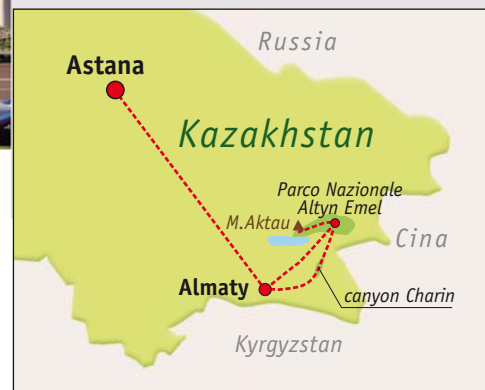 Russia
Astana
Kazakhstan
Parco Nazionale
Altyn Emel
M.Aktau
Cina
Almaty
canyon Charin
Kyrgyzstan